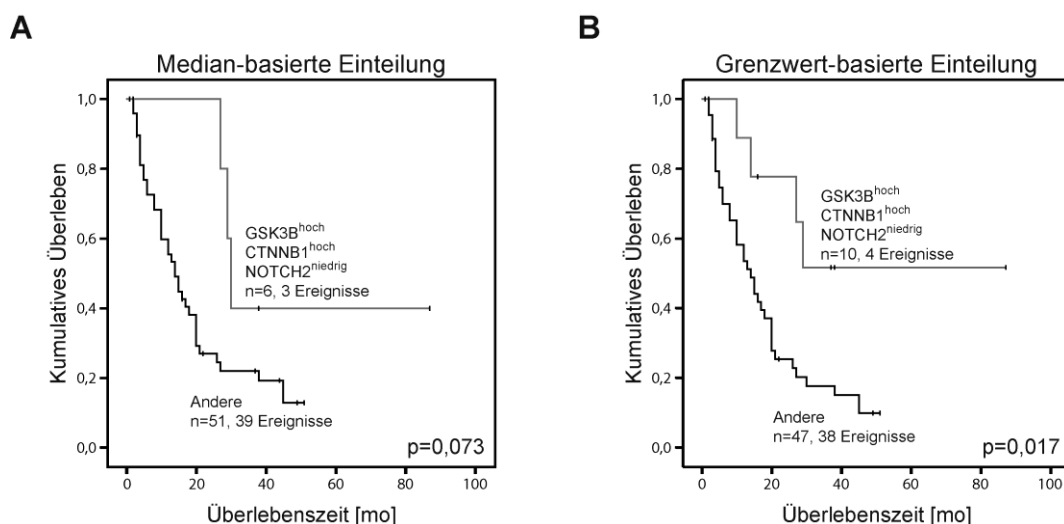 A
Median-basierte Einteilung
Kumulatives Überleben
1,0
0,8
0,6
0,4
0,2
0,0
GSK3B^hoch
CTNNB1^hoch
NOTCH2^niedrig
n=6, 3 Ereignisse
Andere
n=51, 39 Ereignisse
p=0,073
0 20 40 60 80 100
Überlebenszeit [mo]
B
Grenzwert-basierte Einteilung
Kumulatives Überleben
1,0
0,8
0,6
0,4
0,2
0,0
GSK3B^hoch
CTNNB1^hoch
NOTCH2^niedrig
n=10, 4 Ereignisse
Andere
n=47, 38 Ereignisse
p=0,017
0 20 40 60 80 100
Überlebenszeit [mo]